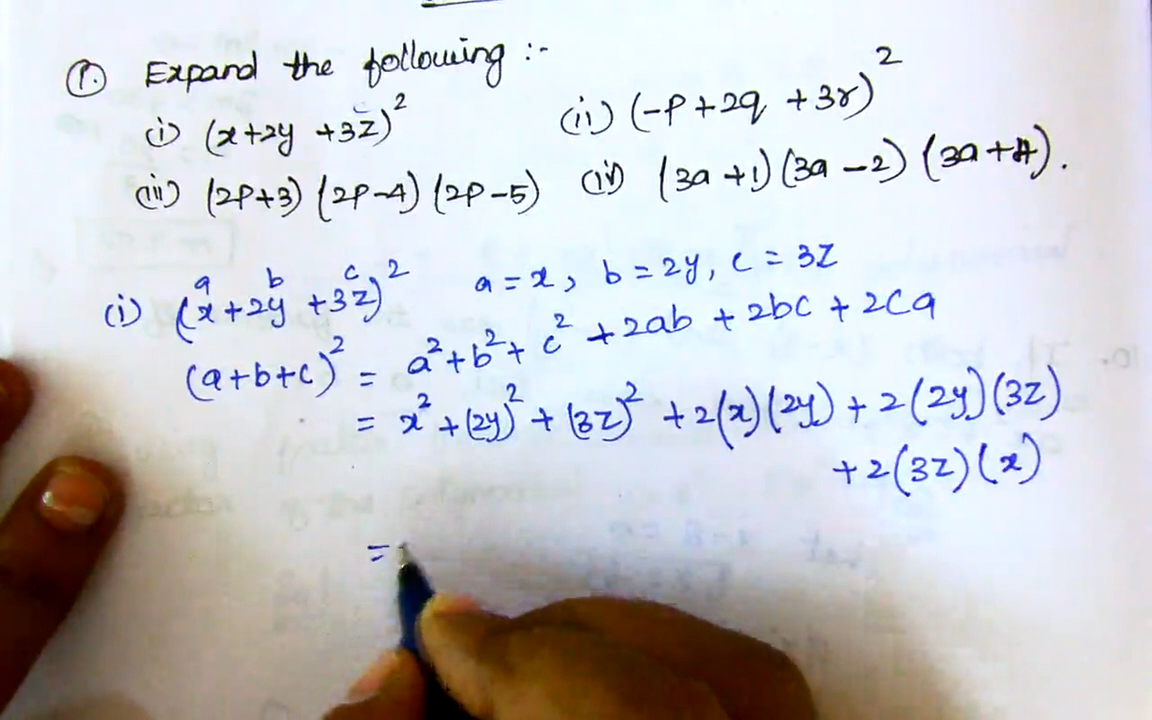 1. Expand the following :-
(i) (x+2y +3z)² (ii) (-p+2q +3r)²
(iii) (2p+3) (2p-4) (2p-5) (iv) (3a+1) (3a-2) (3a+4).
a b c
(i) (x+2y +3z)² a = x, b = 2y, c = 3z
(a+b+c)² = a²+b²+c²+2ab+2bc+2ca
= x²+(2y)²+(3z)²+2(x)(2y)+2(2y)(3z)
+2(3z)(x)
=